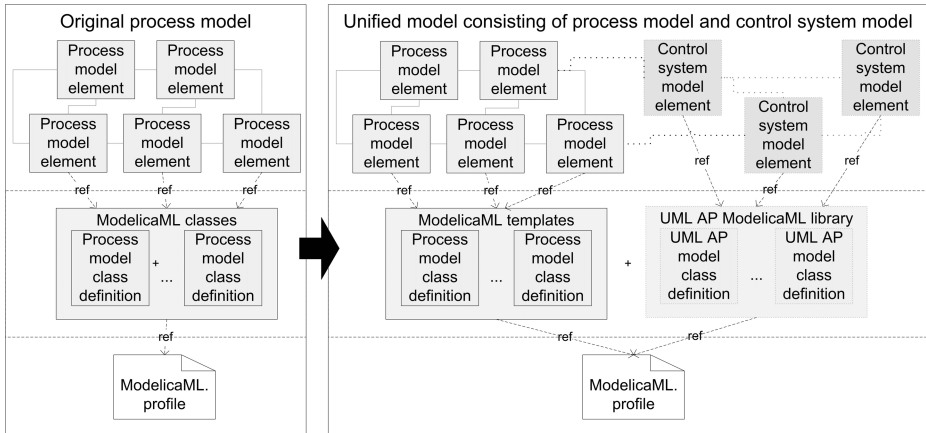 Original process model
Process
model
element
Process
model
element
Process
model
element
Process
model
element
Process
model
element
ref
ref
ref
ModelicaML classes
Process
model
class
definition
+
...
Process
model
class
definition
ref
ModelicaML.
profile
Unified model consisting of process model and control system model
Process
model
element
Process
model
element
Control
system
model
element
Control
system
model
element
Process
model
element
Process
model
element
Process
model
element
Control
system
model
element
ref
ref
ref
ref
ref
ref
ModelicaML templates
Process
model
class
definition
...
Process
model
class
definition
+
UML AP ModelicaML library
UML AP
model
class
definition
...
UML AP
model
class
definition
ref
ref
ModelicaML.
profile